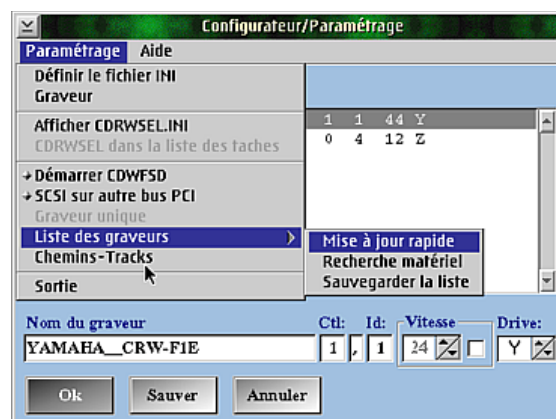 Configurateur/Paramétrage
Paramétrage Aide
Définir le fichier INI
Graveur
Afficher CDRWSEL.INI
CDRWSEL dans la liste des taches
Démarrer CDWFSD
SCSI sur autre bus PCI
Graveur unique
Liste des graveurs
Chemins-Tracks
Sortie
1 1 44 Y
0 4 12 Z
Mise à jour rapide
Recherche matériel
Sauvegarder la liste
Nom du graveur Ctl: Id: Vitesse Drive:
YAMAHA__CRW-F1E 1 , 1 24 Y
Ok Sauver Annuler